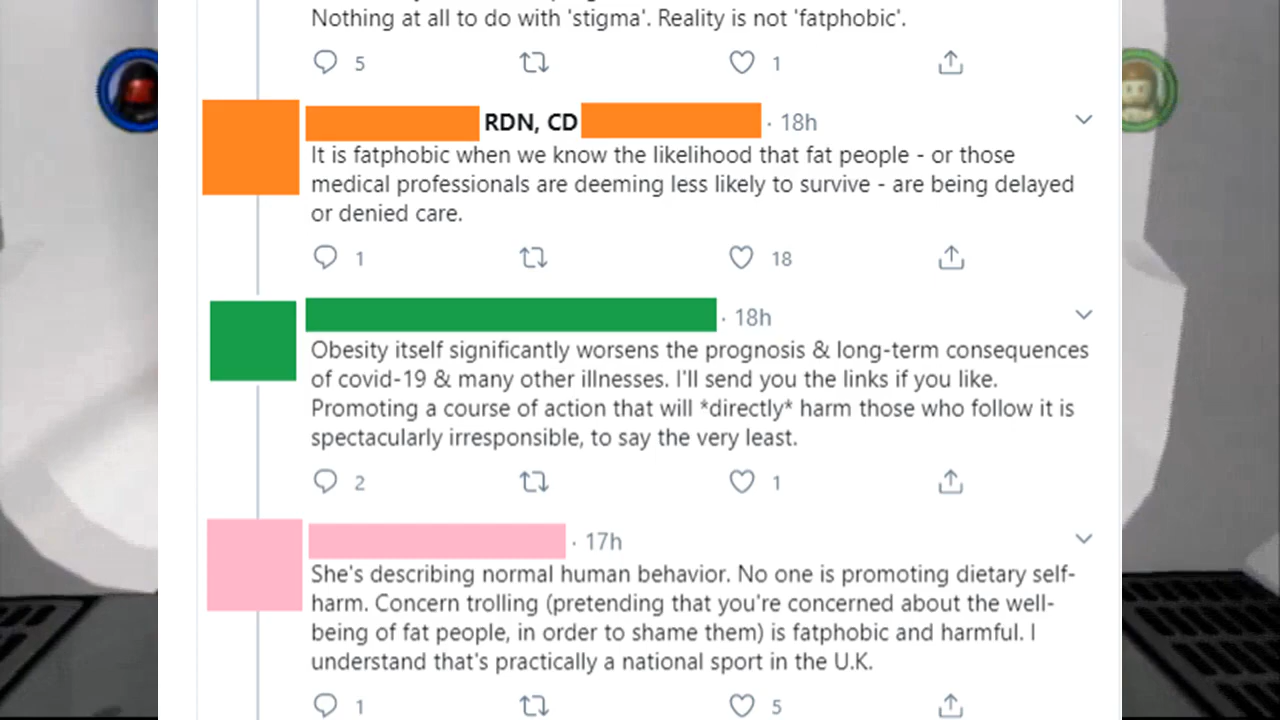 Nothing at all to do with 'stigma'. Reality is not 'fatphobic'.
5 1
RDN, CD · 18h
It is fatphobic when we know the likelihood that fat people - or those
medical professionals are deeming less likely to survive - are being delayed
or denied care.
1 18
· 18h
Obesity itself significantly worsens the prognosis & long-term consequences
of covid-19 & many other illnesses. I'll send you the links if you like.
Promoting a course of action that will *directly* harm those who follow it is
spectacularly irresponsible, to say the very least.
2 1
· 17h
She's describing normal human behavior. No one is promoting dietary self-
harm. Concern trolling (pretending that you're concerned about the well-
being of fat people, in order to shame them) is fatphobic and harmful. I
understand that's practically a national sport in the U.K.
1 5